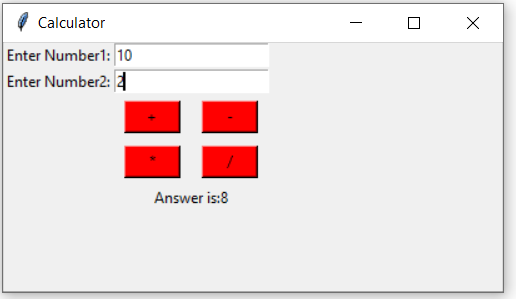 Calculator
Enter Number1: 10
Enter Number2: 2
+ -
* /
Answer is:8